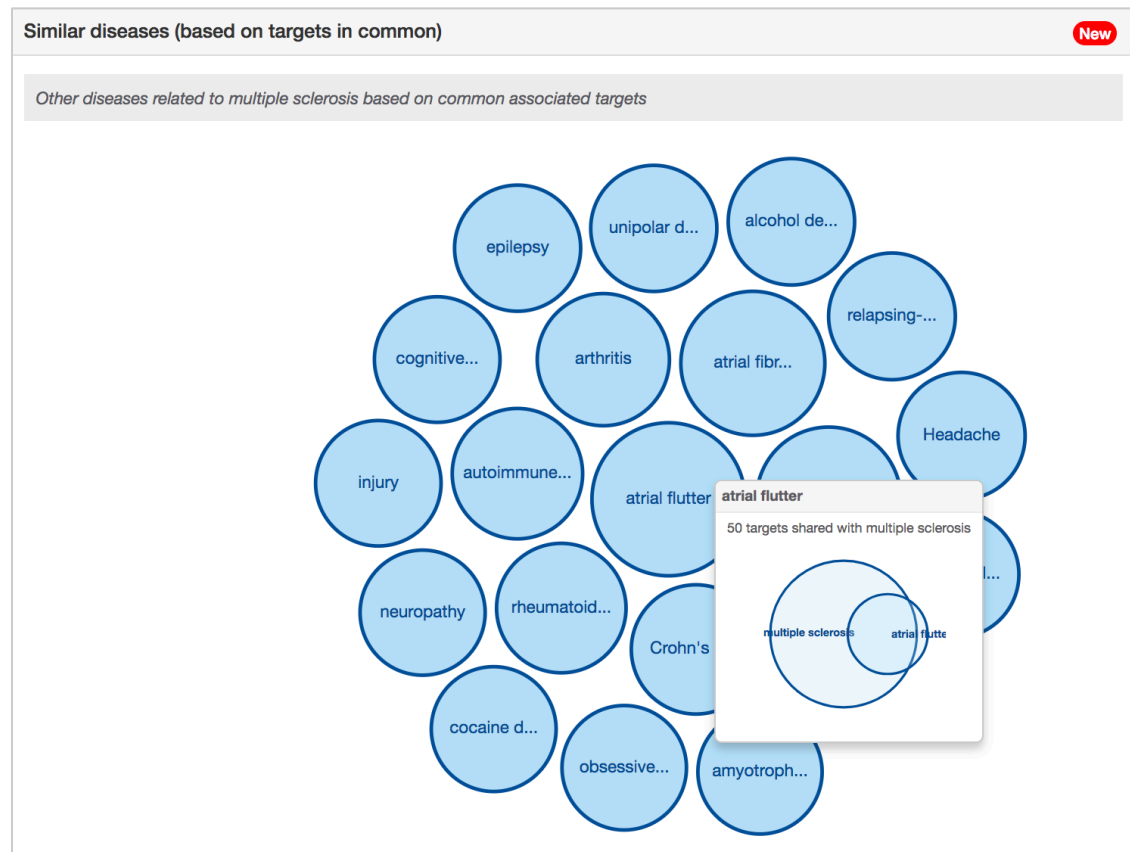 Similar diseases (based on targets in common)
New
Other diseases related to multiple sclerosis based on common associated targets
alcohol de...
unipolar d...
epilepsy
relapsing-...
cognitive...
arthritis
atrial fibr...
Headache
injury
autoimmune...
atrial flutter
atrial flutter
50 targets shared with multiple sclerosis
multiple sclerosis
atrial flutte
l...
neuropathy
rheumatoid...
Crohn's
cocaine d...
obsessive...
amyotroph...